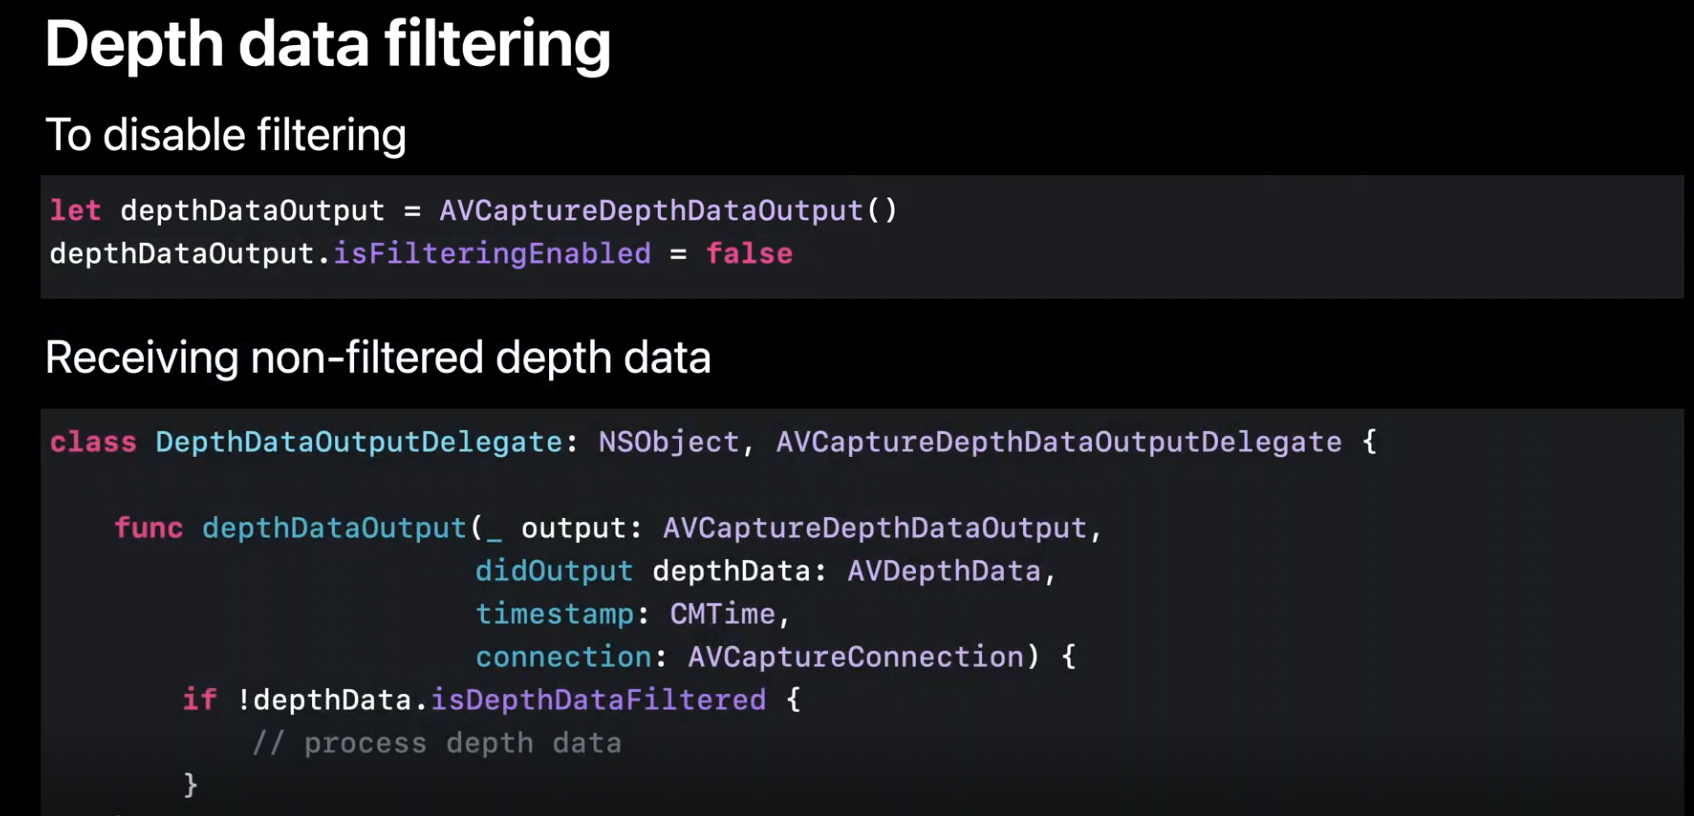 Depth data filtering
To disable filtering
let depthDataOutput = AVCaptureDepthDataOutput()
depthDataOutput.isFilteringEnabled = false
Receiving non-filtered depth data
class DepthDataOutputDelegate: NSObject, AVCaptureDepthDataOutputDelegate {
func depthDataOutput(_ output: AVCaptureDepthDataOutput,
didOutput depthData: AVDepthData,
timestamp: CMTime,
connection: AVCaptureConnection) {
if !depthData.isDepthDataFiltered {
// process depth data
}